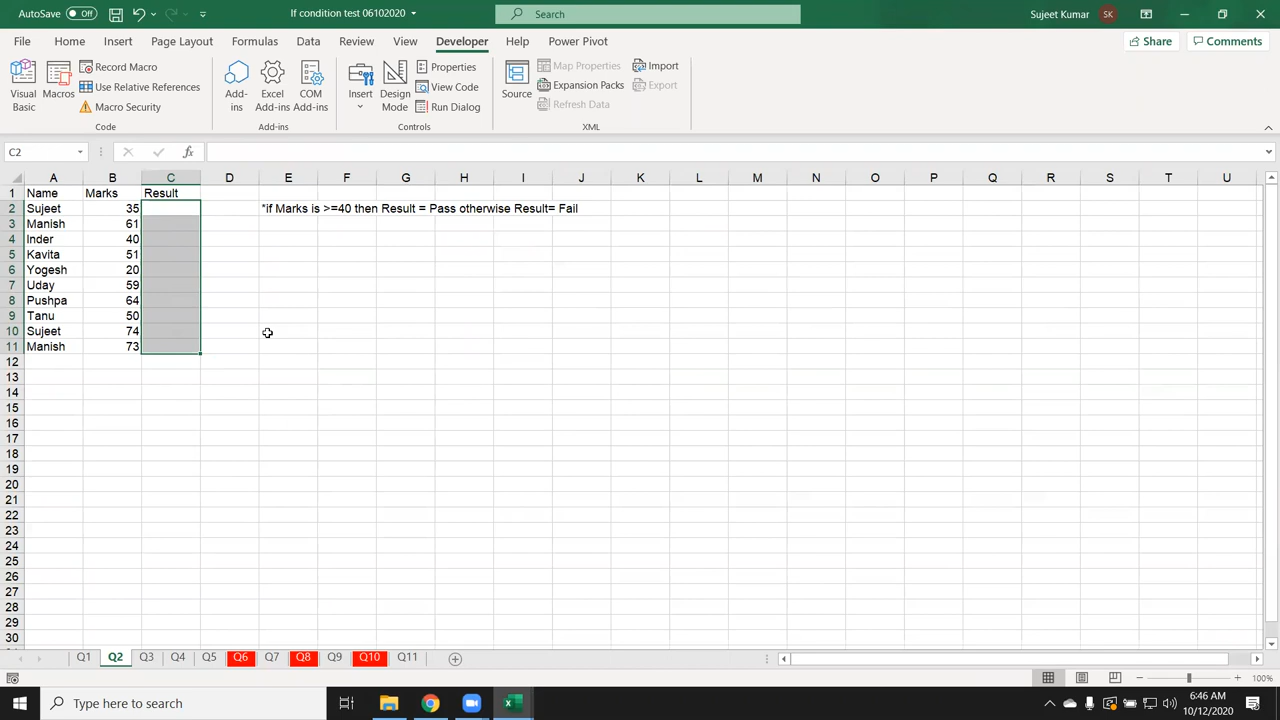 AutoSave Off If condition test 06102020 Search Sujeet Kumar SK
File Home Insert Page Layout Formulas Data Review View Developer Help Power Pivot Share Comments
Visual Basic Macros Record Macro Use Relative References Macro Security Code
Add-ins Excel Add-ins COM Add-ins Add-ins
Insert Design Mode Properties View Code Run Dialog Controls
Source Map Properties Expansion Packs Refresh Data Import Export XML
C2 fx
A B C D E F G H I J K L M N O P Q R S T U
1 Name Marks Result
2 Sujeet 35 *if Marks is >=40 then Result = Pass otherwise Result= Fail
3 Manish 61
4 Inder 40
5 Kavita 51
6 Yogesh 20
7 Uday 59
8 Pushpa 64
9 Tanu 50
10 Sujeet 74
11 Manish 73
12
13
14
15
16
17
18
19
20
21
22
23
24
25
26
27
28
29
30
Q1 Q2 Q3 Q4 Q5 Q6 Q7 Q8 Q9 Q10 Q11
100%
Type here to search
6:46 AM
10/12/2020